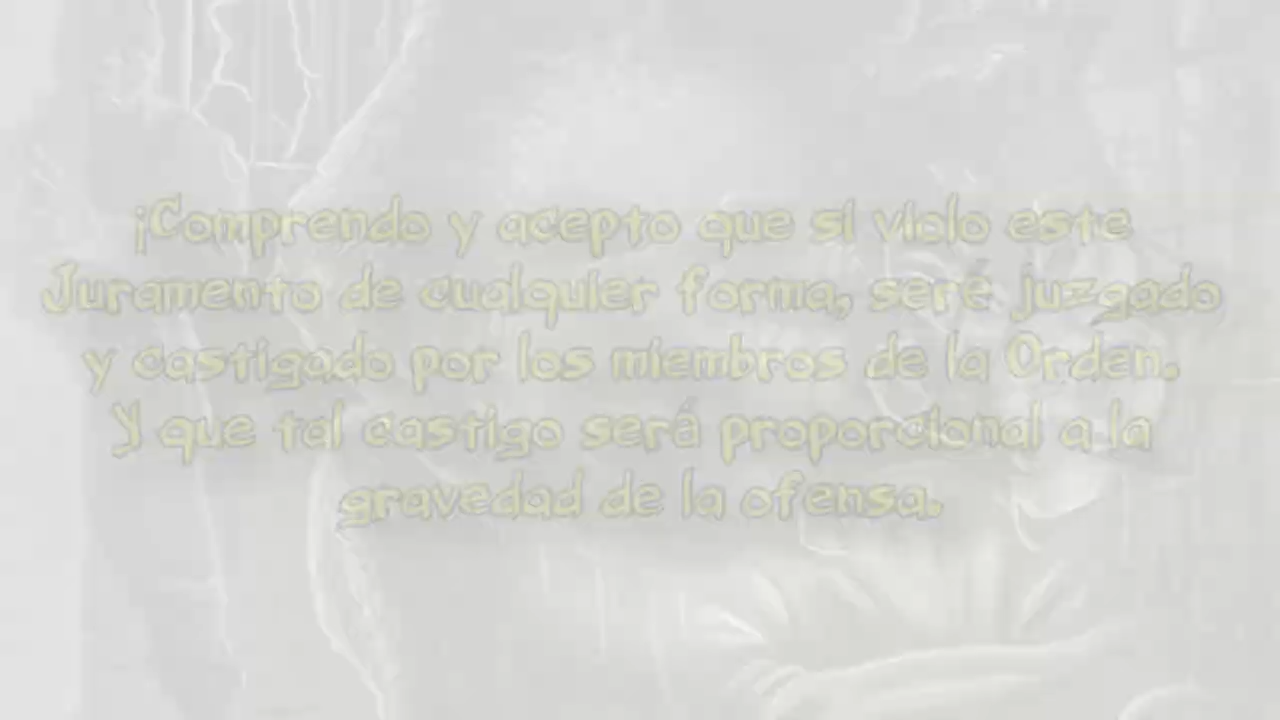 ¡Comprendo y acepto que si violo este
Juramento de cualquier forma, seré juzgado
y castigado por los miembros de la Orden.
Y que tal castigo será proporcional a la
gravedad de la ofensa.